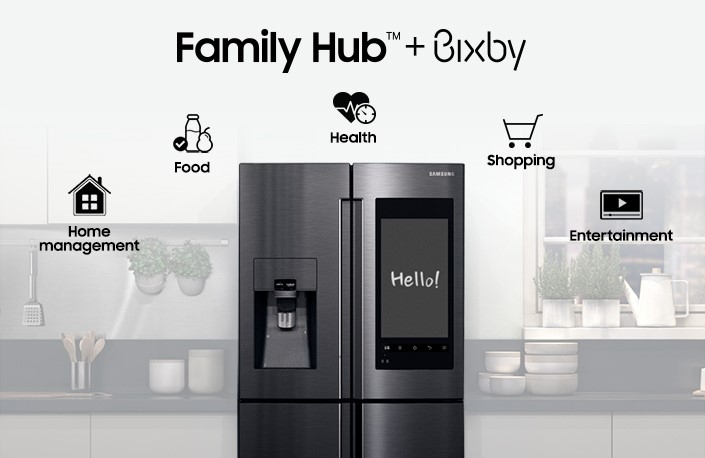 Family Hub™ + Bixby
Health
Food
Shopping
Home
management
Entertainment
SAMSUNG
Hello!